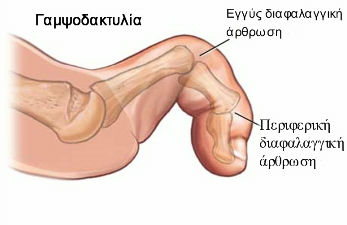 Γαμψοδακτυλία
Εγγύς διαφαλαγγική
άρθρωση
Περιφερική
διαφαλαγγική
άρθρωση